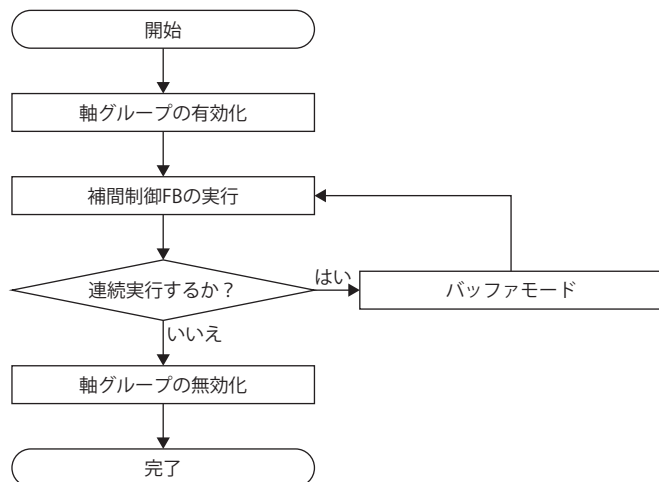 開始
軸グループの有効化
補間制御FBの実行
連続実行するか？
はい
バッファモード
いいえ
軸グループの無効化
完了